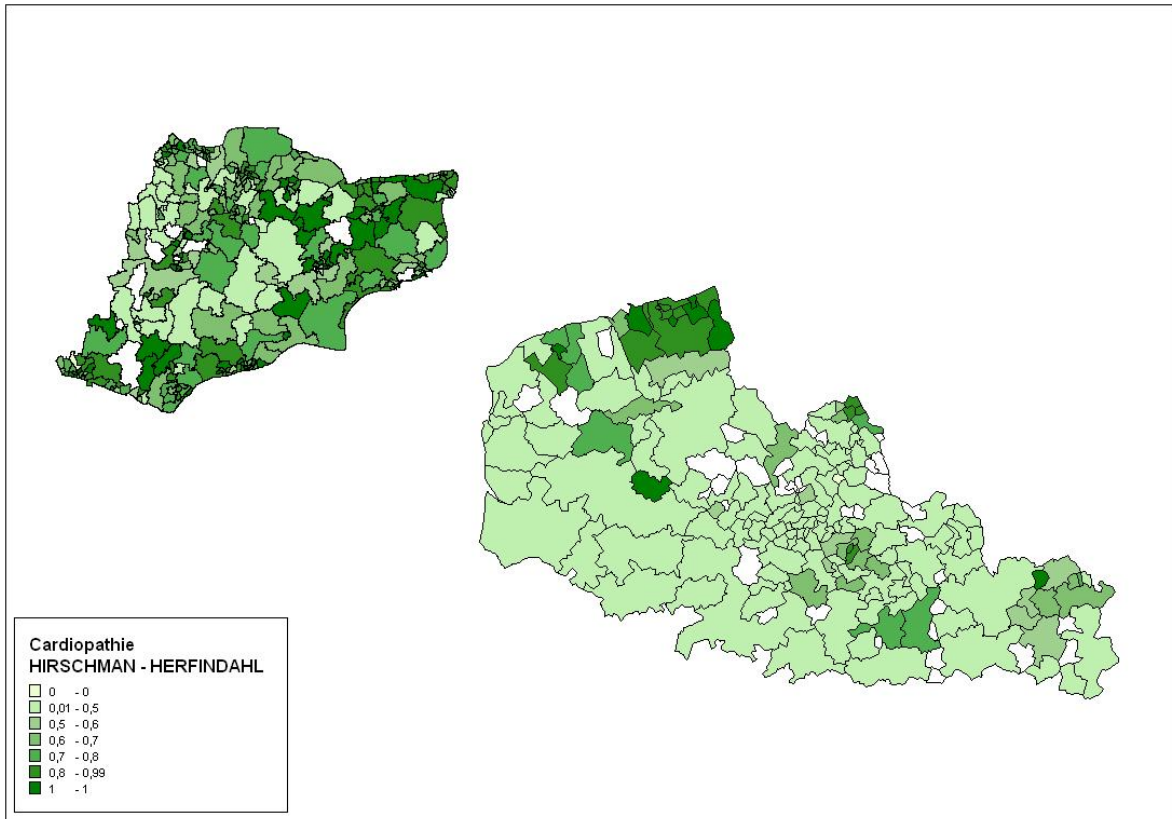 Cardiopathie
HIRSCHMAN - HERFINDAHL
0 - 0
0,01 - 0,5
0,5 - 0,6
0,6 - 0,7
0,7 - 0,8
0,8 - 0,99
1 - 1